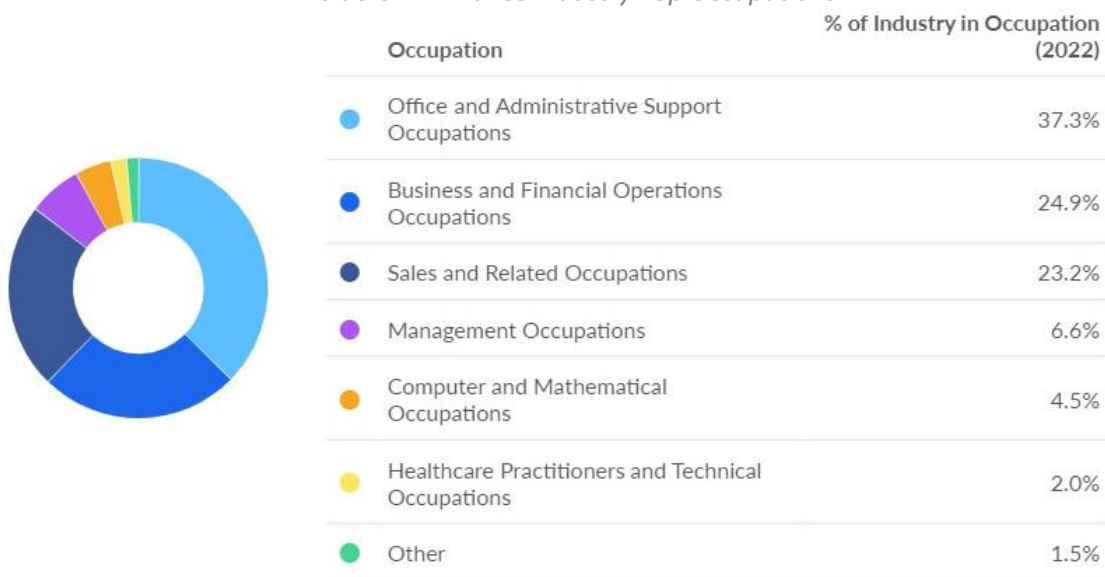 % of Industry in Occupation
Occupation
(2022)
Office and Administrative Support
Occupations
37.3%
Business and Financial Operations
Occupations
24.9%
Sales and Related Occupations
23.2%
Management Occupations
6.6%
Computer and Mathematical
Occupations
4.5%
Healthcare Practitioners and Technical
Occupations
2.0%
Other
1.5%